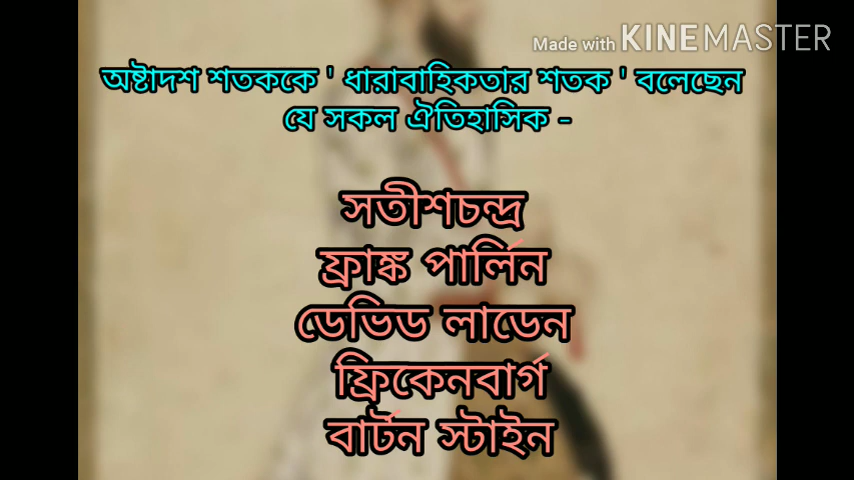 Made with KINEMASTER
অষ্টাদশ শতককে ' ধারাবাহিকতার শতক ' বলেছেন
যে সকল ঐতিহাসিক -
সতীশচন্দ্র
ফ্রাঙ্ক পার্লিন
ডেভিড লাডেন
ফ্রিকেনবার্গ
বার্টন স্টাইন